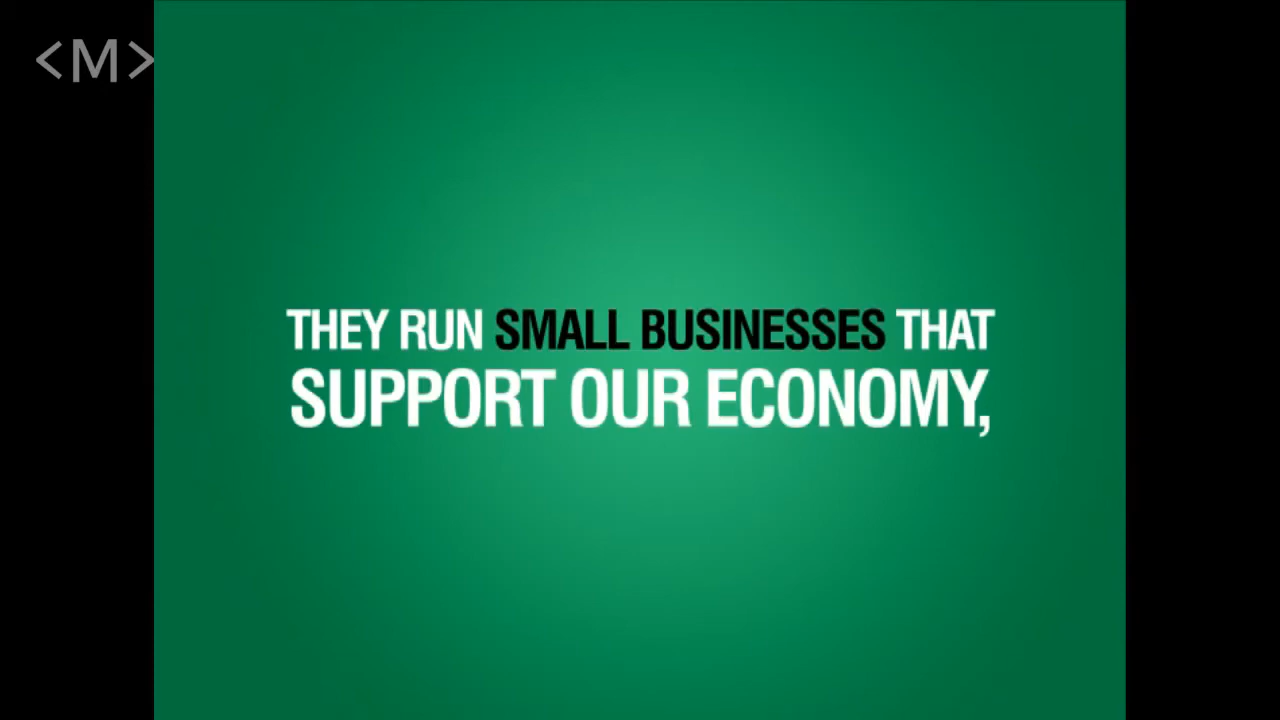 <M>
THEY RUN SMALL BUSINESSES THAT
SUPPORT OUR ECONOMY,